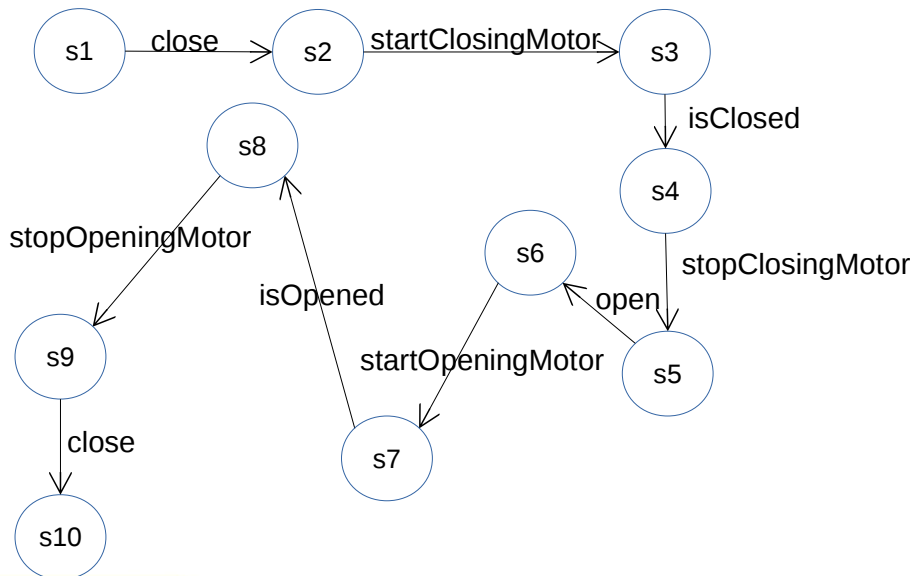 s1
close
s2
startClosingMotor
s3
isClosed
s8
s4
stopOpeningMotor
s6
stopClosingMotor
isOpened
open
s9
startOpeningMotor
s5
close
s7
s10